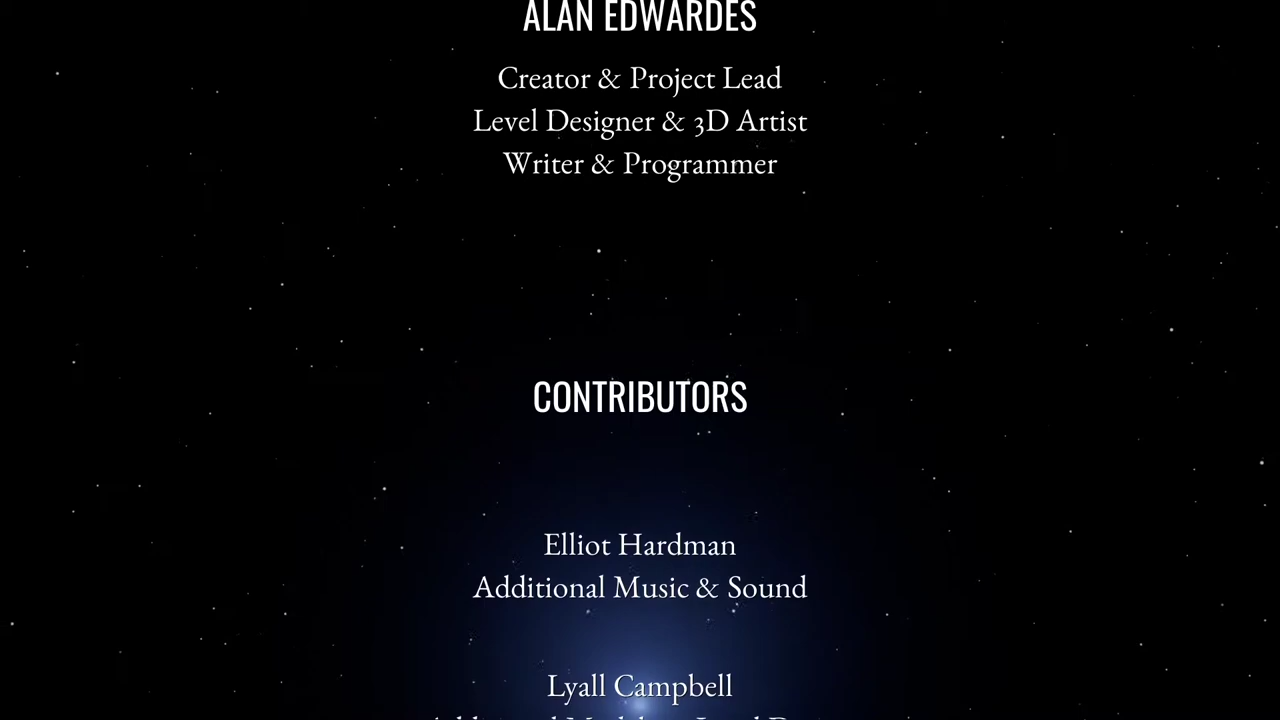 ALAN EDWARDES
Creator & Project Lead
Level Designer & 3D Artist
Writer & Programmer
CONTRIBUTORS
Elliot Hardman
Additional Music & Sound
Lyall Campbell